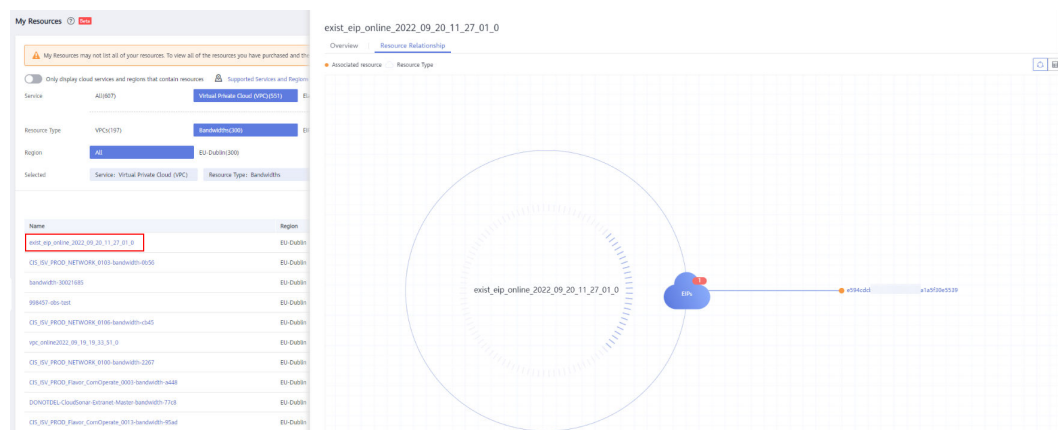 My Resources
Beta
My Resources may not list all of your resources. To view all of the resources you have purchased and the
Only display cloud services and regions that contain resources
Supported Services and Regions
Service
All(607)
Virtual Private Cloud (VPC)(551)
Resource Type
VPCs(197)
Bandwidths(300)
Region
All
EU-Dublin(300)
Selected
Service: Virtual Private Cloud (VPC)
Resource Type: Bandwidths
Name
Region
exist_eip_online_2022_09_20_11_27_01_0
EU-Dublin
CIS_ISV_PROD_NETWORK_0103-bandwidth-0b50
EU-Dublin
bandwidth-30021685
EU-Dublin
998457-obs-test
EU-Dublin
CIS_ISV_PROD_NETWORK_0106-bandwidth-cb45
EU-Dublin
vpc_online2022_09_19_19_33_51_0
EU-Dublin
CIS_ISV_PROD_NETWORK_0100-bandwidth-2267
EU-Dublin
CIS_ISV_PROD_Flavor_ComOperate_0003-bandwidth-a448
EU-Dublin
DONOTDEL-CloudSonar-Extranet-Master-bandwidth-77c8
EU-Dublin
CIS_ISV_PROD_Flavor_ComOperate_0013-bandwidth-95ad
EU-Dublin
exist_eip_online_2022_09_20_11_27_01_0
Overview
Resource Relationship
Associated resource
Resource Type
exist_eip_online_2022_09_20_11_27_01_0
1
EIPs
e594cdd
a1a5f38e5539